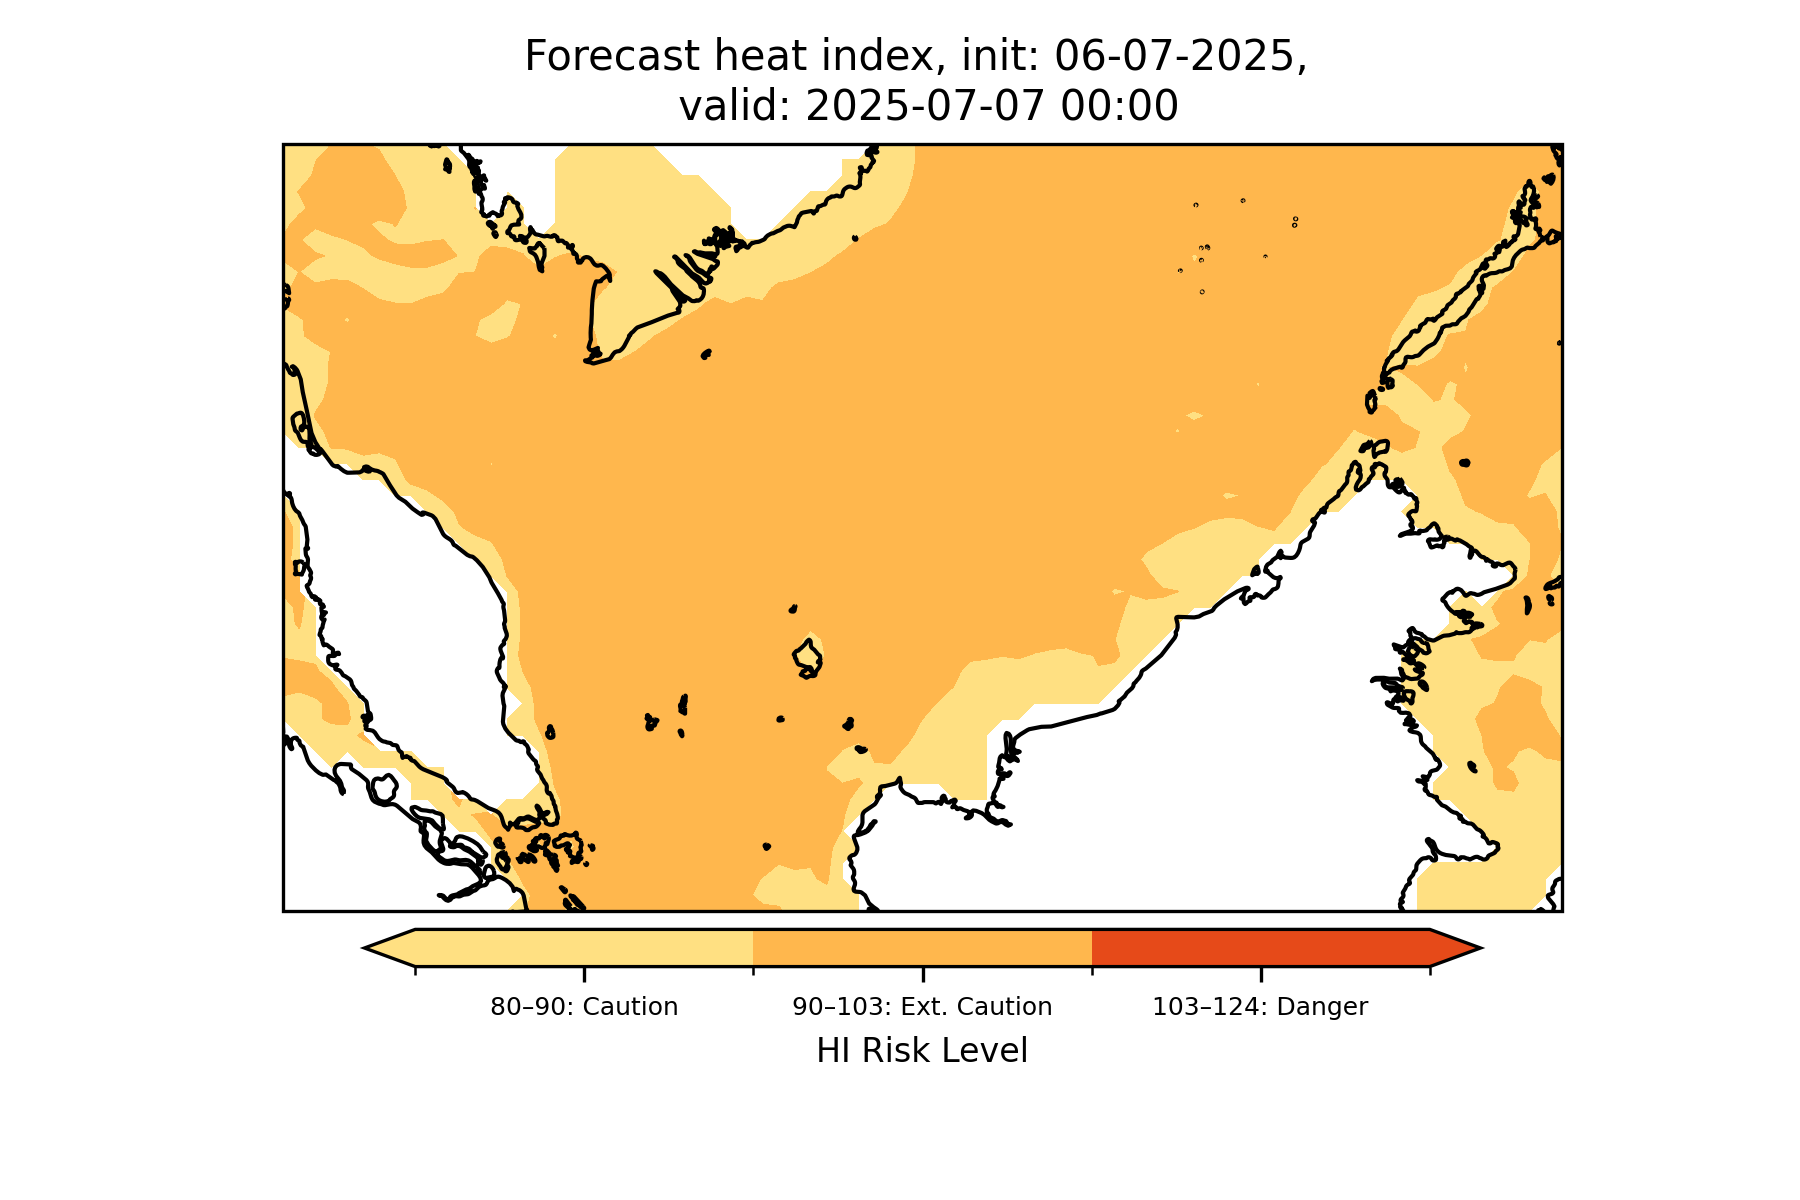 Forecast heat index, init: 06-07-2025,
valid: 2025-07-07 00:00
80–90: Caution
90–103: Ext. Caution
103–124: Danger
HI Risk Level